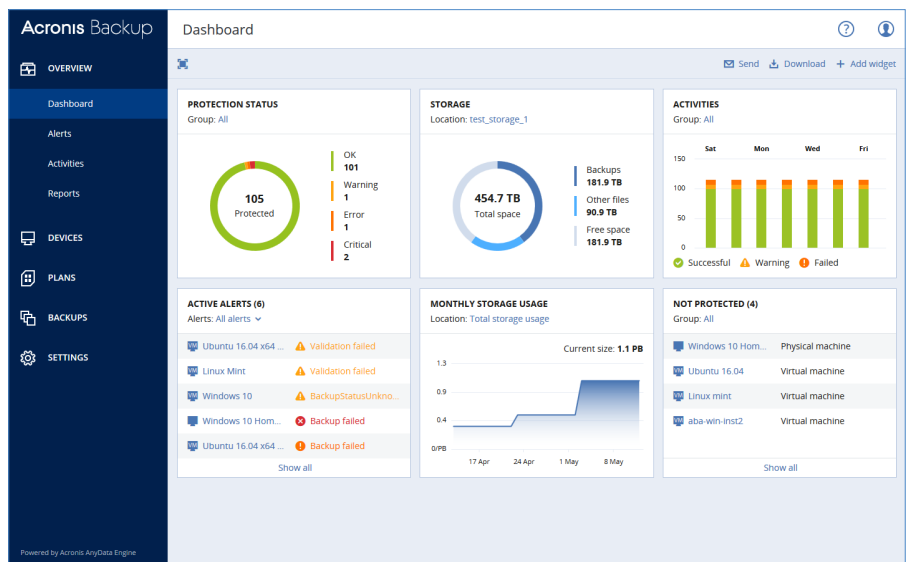 Acronis Backup
OVERVIEW
Dashboard
Alerts
Activities
Reports
DEVICES
PLANS
BACKUPS
SETTINGS
Powered by Acronis AnyData Engine
Dashboard
?
Send Download + Add widget
PROTECTION STATUS
Group: All
105
Protected
OK
101
Warning
1
Error
1
Critical
2
STORAGE
Location: test_storage_1
454.7 TB
Total space
Backups
181.9 TB
Other files
90.9 TB
Free space
181.9 TB
ACTIVITIES
Group: All
Sat Mon Wed Fri
150
100
50
0
Successful Warning Failed
ACTIVE ALERTS (6)
Alerts: All alerts
VM Ubuntu 16.04 x64 ... Validation failed
VM Linux Mint Validation failed
VM Windows 10 BackupStatusUnkno...
Windows 10 Hom... Backup failed
VM Ubuntu 16.04 x64 ... Backup failed
Show all
MONTHLY STORAGE USAGE
Location: Total storage usage
Current size: 1.1 PB
1.3
0.9
0.4
0/PB
17 Apr 24 Apr 1 May 8 May
NOT PROTECTED (4)
Group: All
Windows 10 Hom... Physical machine
VM Ubuntu 16.04 Virtual machine
VM Linux mint Virtual machine
VM aba-win-inst2 Virtual machine
Show all